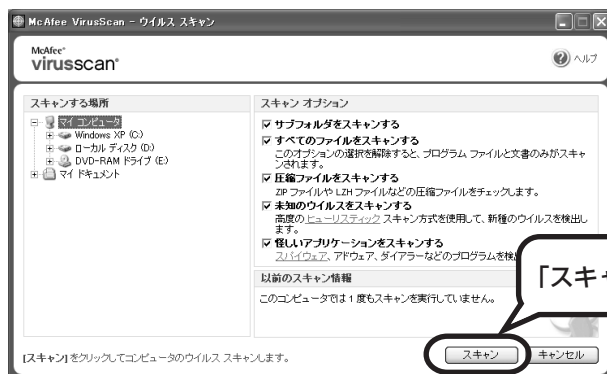 McAfee VirusScan - ウイルス スキャン
McAfee®
virusscan®
ヘルプ
スキャンする場所
マイ コンピュータ
Windows XP (C:)
ローカル ディスク (D:)
DVD-RAM ドライブ (E:)
マイ ドキュメント
スキャン オプション
サブフォルダをスキャンする
すべてのファイルをスキャンする
このオプションの選択を解除すると、プログラム ファイルと文書のみがスキャ
ンされます。
圧縮ファイルをスキャンする
ZIP ファイルや LZH ファイルなどの圧縮ファイルをチェックします。
未知のウイルスをスキャンする
高度のヒューリスティック スキャン方式を使用して、新種のウイルスを検出し
ます。
怪しいアプリケーションをスキャンする
スパイウェア、アドウェア、ダイアラーなどのプログラムを検
以前のスキャン情報
このコンピュータでは 1 度もスキャンを実行していません。
「スキ
[スキャン] をクリックしてコンピュータのウイルス スキャンします。
スキャン
キャンセル